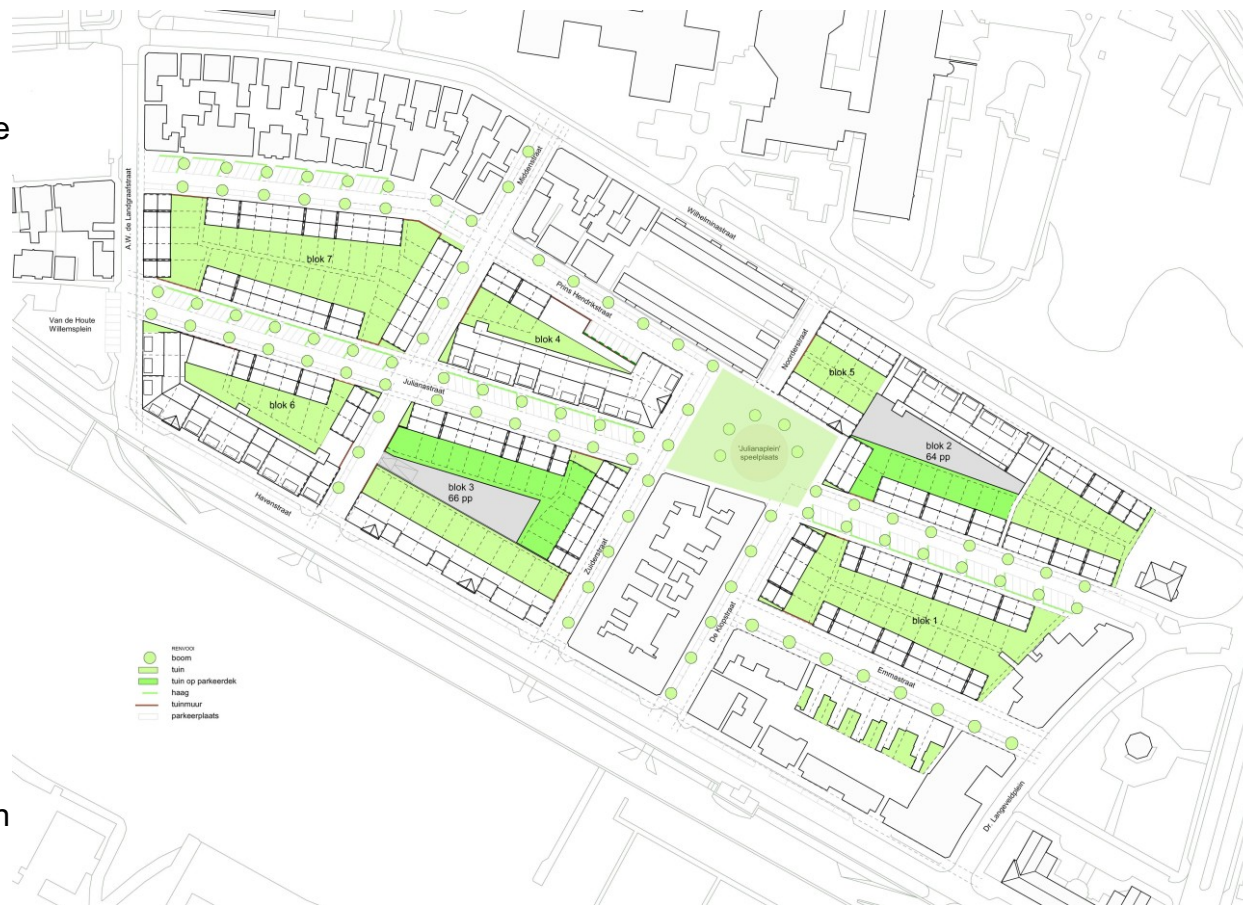 e
Middenstraat
A.W. de Landgraafstraat
Wilhelminastraat
blok 7
Prins Hendrikstraat
Van de Houte
Willemsplein
blok 4
Noorderstraat
blok 5
Julianastraat
blok 6
'Julianaplein'
speelplaats
blok 2
64 pp
blok 3
66 pp
Havenstraat
Zuiderstraat
De Klopstraat
blok 1
Emmastraat
RENVOOI
boom
tuin
tuin op parkeerdek
haag
tuinmuur
parkeerplaats
Dr. Langeveldplein